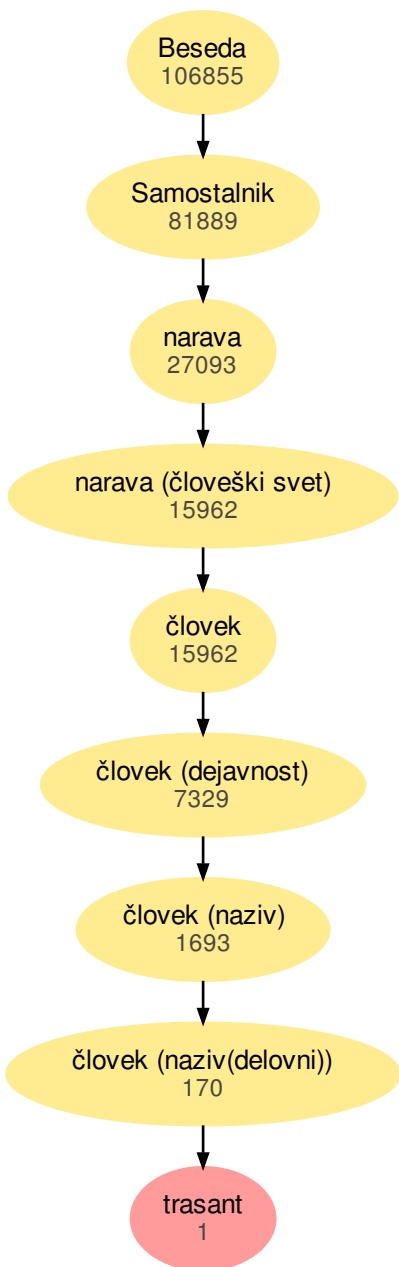 Beseda
106855
Samostalnik
81889
narava
27093
narava (človeški svet)
15962
človek
15962
človek (dejavnost)
7329
človek (naziv)
1693
človek (naziv(delovni))
170
trasant
1